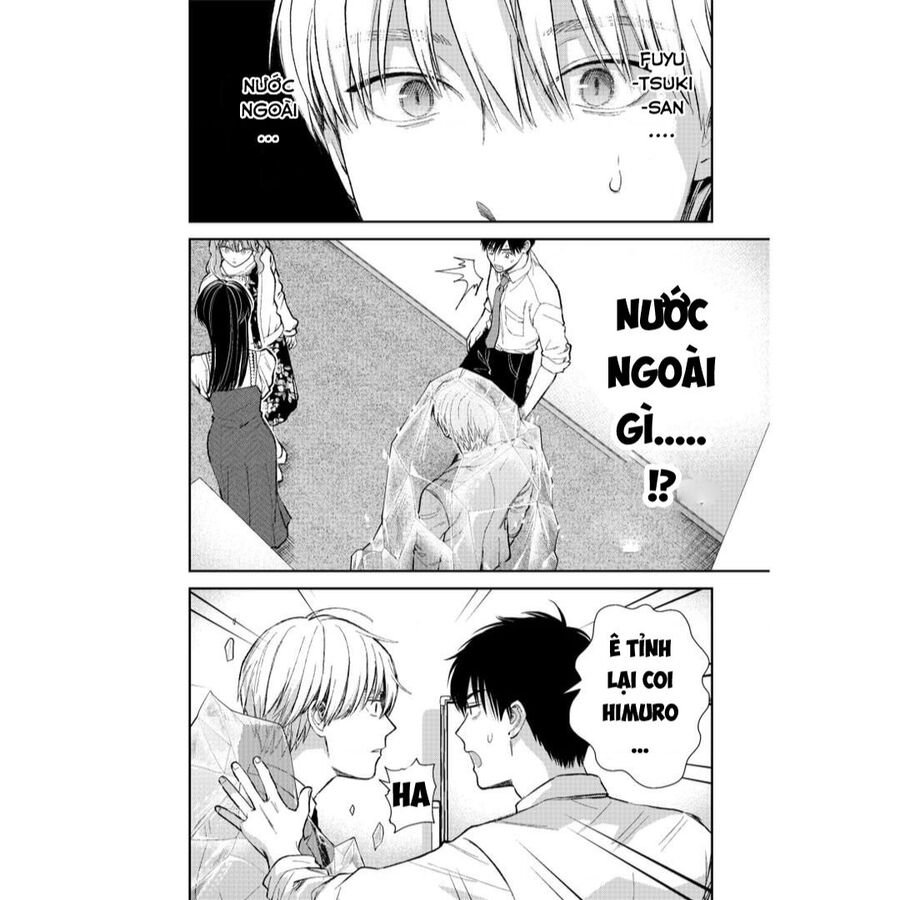 FUYU
-TSUKI
-SAN
....
NƯỚC
NGOÀI
...
NƯỚC
NGOÀI
GÌ.....
!?
Ê TỈNH
LẠI COI
HIMURO
...
HA